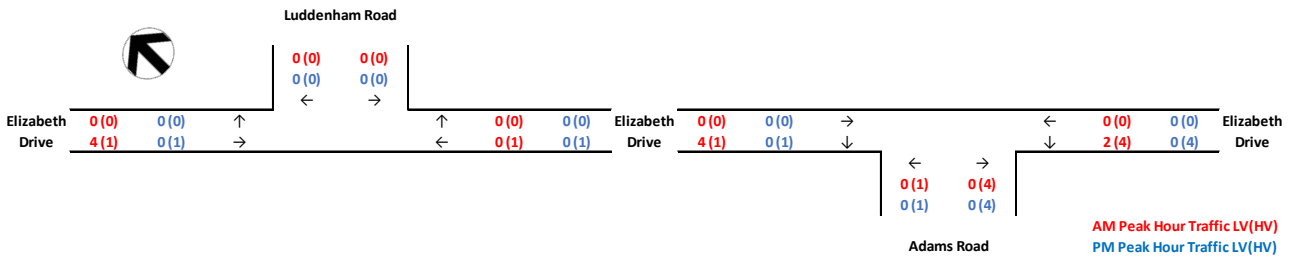 Luddenham Road
0 (0) 0 (0)
0 (0) 0 (0)
← →
Elizabeth 0 (0) 0 (0) ↑ ↑ 0 (0) 0 (0) Elizabeth 0 (0) 0 (0) → ← 0 (0) 0 (0) Elizabeth
Drive 4 (1) 0 (1) → ← 0 (1) 0 (1) Drive 4 (1) 0 (1) ↓ ↓ 2 (4) 0 (4) Drive
← →
0 (1) 0 (4)
0 (1) 0 (4)
AM Peak Hour Traffic LV(HV)
Adams Road
PM Peak Hour Traffic LV(HV)